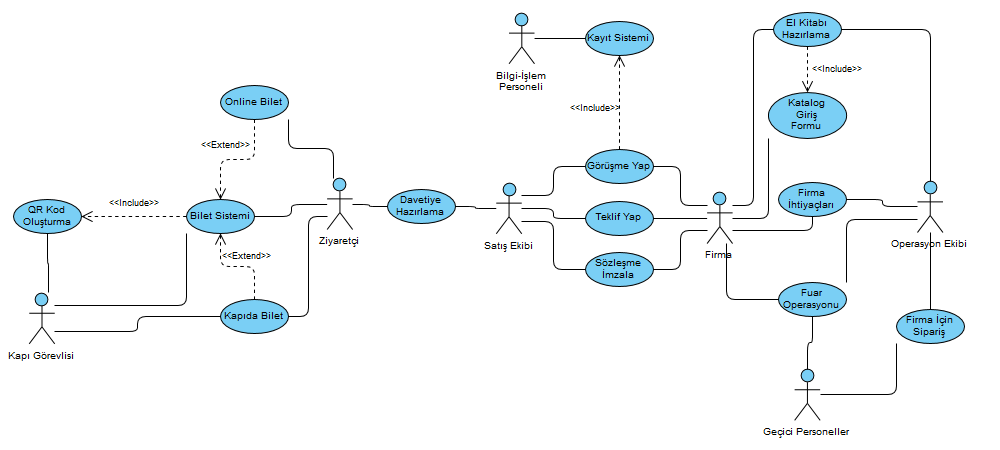 El Kitabı
Hazırlama
Kayıt Sistemi
<<Include>>
Bilgi-İşlem
Personeli
Online Bilet
<<Include>>
Katalog
Giriş
Formu
<<Extend>>
Görüşme Yap
QR Kod
Oluşturma
<<Include>>
Bilet Sistemi
Davetiye
Hazırlama
Teklif Yap
Firma
İhtiyaçları
Ziyaretçi
Satış Ekibi
Firma
Operasyon Ekibi
<<Extend>>
Sözleşme
İmzala
Fuar
Operasyonu
Kapıda Bilet
Firma İçin
Sipariş
Kapı Görevlisi
Geçici Personeller